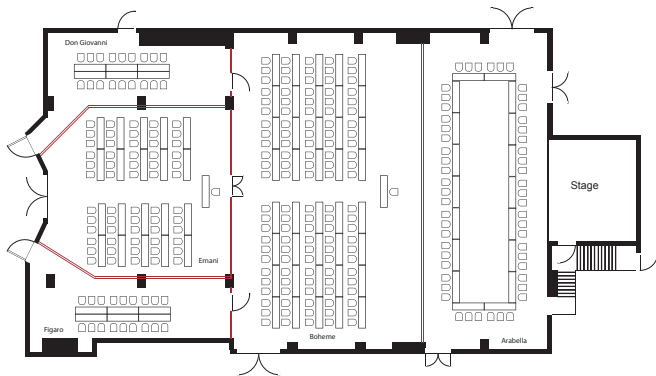 Don Giovanni
Stage
Ernani
Figaro
Boheme
Arabella